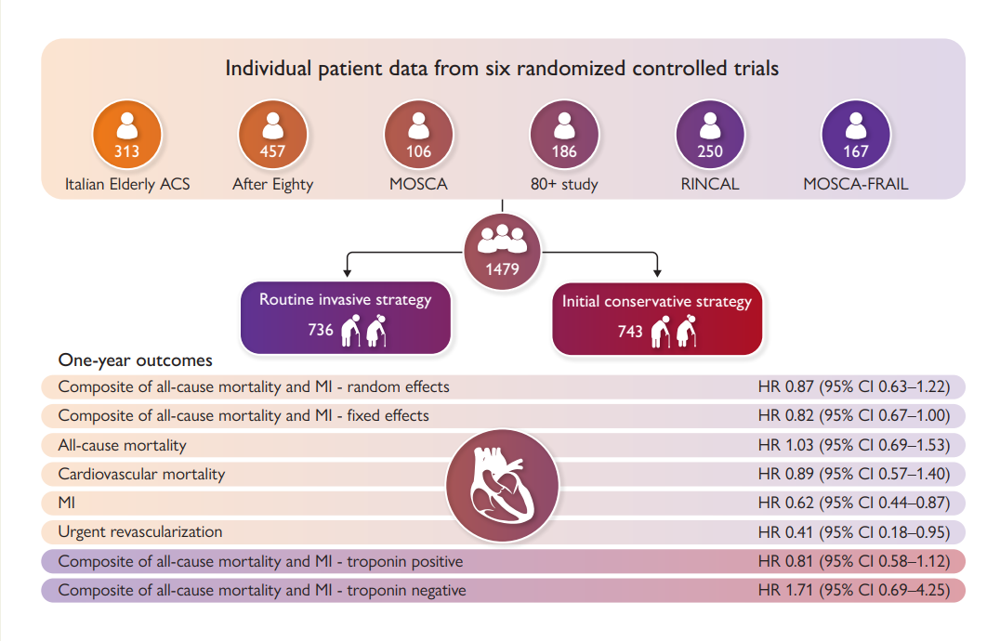 Individual patient data from six randomized controlled trials
313
457
106
186
250
167
Italian Elderly ACS
After Eighty
MOSCA
80+ study
RINCAL
MOSCA-FRAIL
1479
Routine invasive strategy
736
Initial conservative strategy
743
One-year outcomes
Composite of all-cause mortality and MI - random effects HR 0.87 (95% CI 0.63–1.22)
Composite of all-cause mortality and MI - fixed effects HR 0.82 (95% CI 0.67–1.00)
All-cause mortality HR 1.03 (95% CI 0.69–1.53)
Cardiovascular mortality HR 0.89 (95% CI 0.57–1.40)
MI HR 0.62 (95% CI 0.44–0.87)
Urgent revascularization HR 0.41 (95% CI 0.18–0.95)
Composite of all-cause mortality and MI - troponin positive HR 0.81 (95% CI 0.58–1.12)
Composite of all-cause mortality and MI - troponin negative HR 1.71 (95% CI 0.69–4.25)